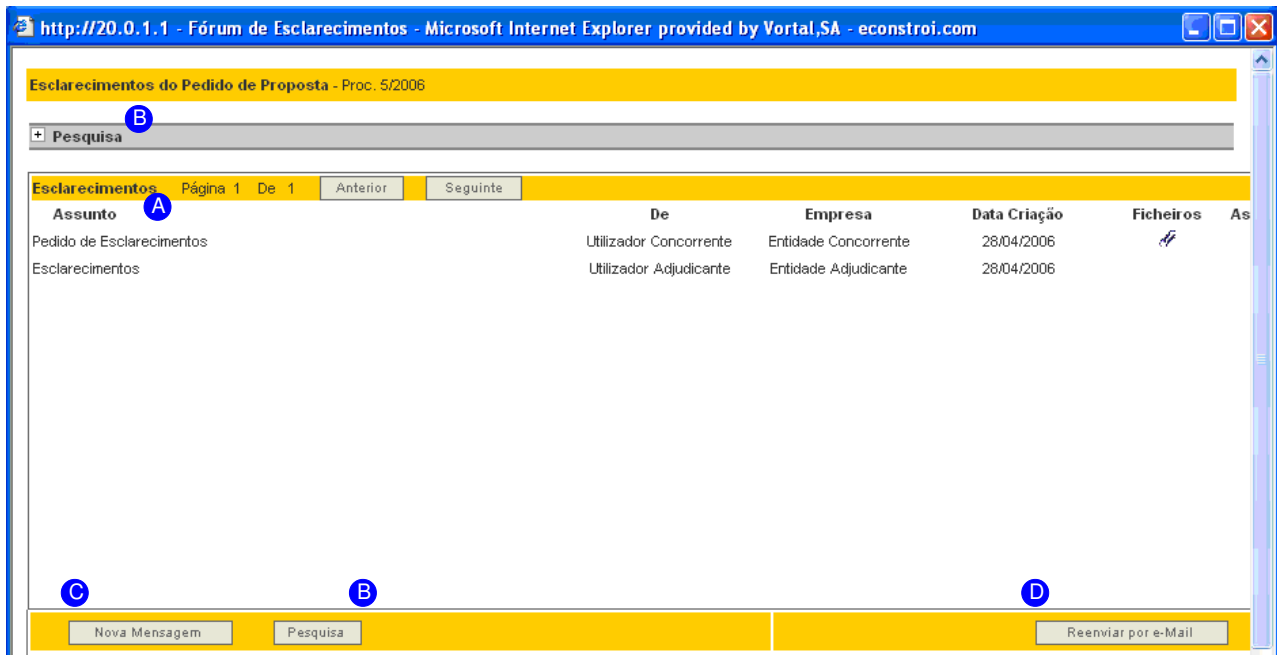 http://20.0.1.1 - Fórum de Esclarecimentos - Microsoft Internet Explorer provided by Vortal,SA - econstroi.com
Esclarecimentos do Pedido de Proposta - Proc. 5/2006
B
+ Pesquisa
Esclarecimentos Página 1 De 1 Anterior Seguinte
A
Assunto De Empresa Data Criação Ficheiros As
Pedido de Esclarecimentos Utilizador Concorrente Entidade Concorrente 28/04/2006
Esclarecimentos Utilizador Adjudicante Entidade Adjudicante 28/04/2006
C B D
Nova Mensagem Pesquisa Reenviar por e-Mail